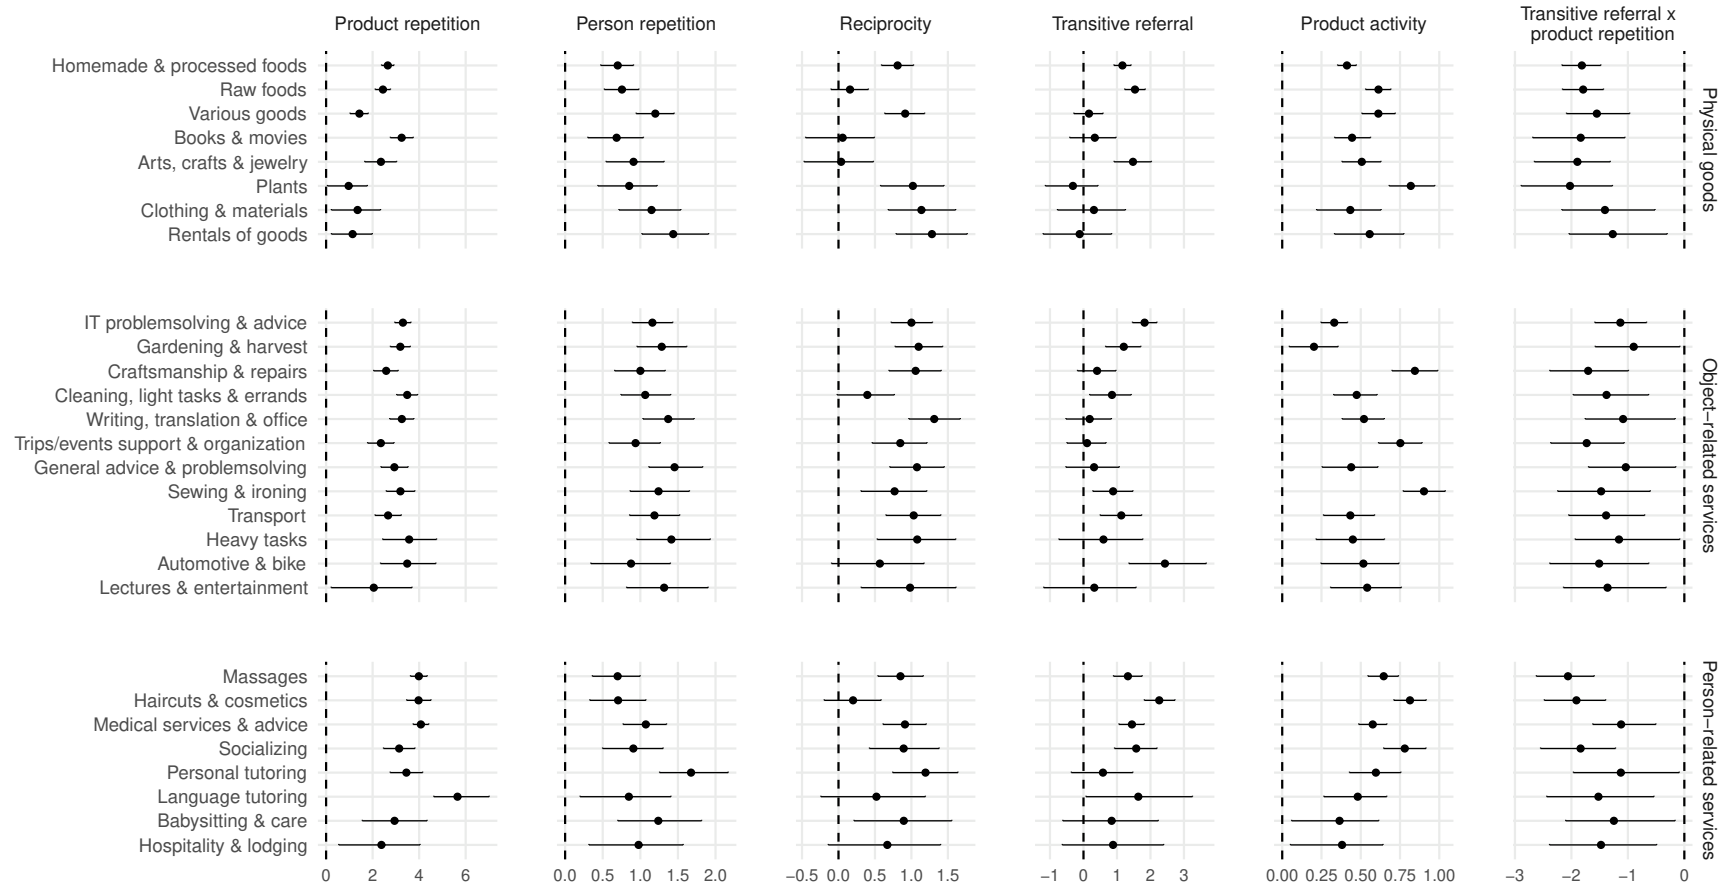 Product repetition Person repetition Reciprocity Transitive referral Product activity Transitive referral x
product repetition
Homemade & processed foods
Raw foods
Various goods
Books & movies
Arts, crafts & jewelry
Plants
Clothing & materials
Rentals of goods
Physical goods
IT problemsolving & advice
Gardening & harvest
Craftsmanship & repairs
Cleaning, light tasks & errands
Writing, translation & office
Trips/events support & organization
General advice & problemsolving
Sewing & ironing
Transport
Heavy tasks
Automotive & bike
Lectures & entertainment
Object−related services
Massages
Haircuts & cosmetics
Medical services & advice
Socializing
Personal tutoring
Language tutoring
Babysitting & care
Hospitality & lodging
Person−related services
0 2 4 6 0.0 0.5 1.0 1.5 2.0 −0.5 0.0 0.5 1.0 1.5 −1 0 1 2 3 0.00 0.25 0.50 0.75 1.00 −3 −2 −1 0